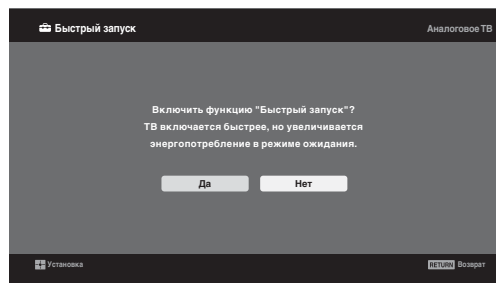 Быстрый запуск
Аналоговое ТВ
Включить функцию "Быстрый запуск"?
ТВ включается быстрее, но увеличивается
энергопотребление в режиме ожидания.
Да
Нет
Установка
RETURN Возврат